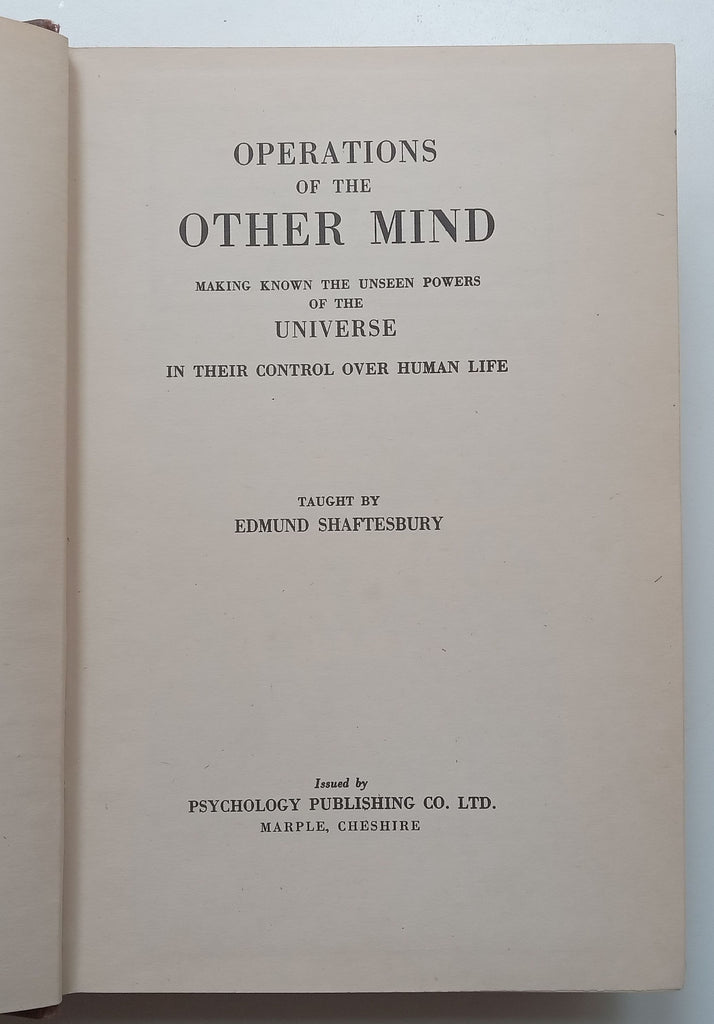 OPERATIONS
OF THE
OTHER MIND
MAKING KNOWN THE UNSEEN POWERS
OF THE
UNIVERSE
IN THEIR CONTROL OVER HUMAN LIFE
TAUGHT BY
EDMUND SHAFTESBURY
Issued by
PSYCHOLOGY PUBLISHING CO. LTD.
MARPLE, CHESHIRE